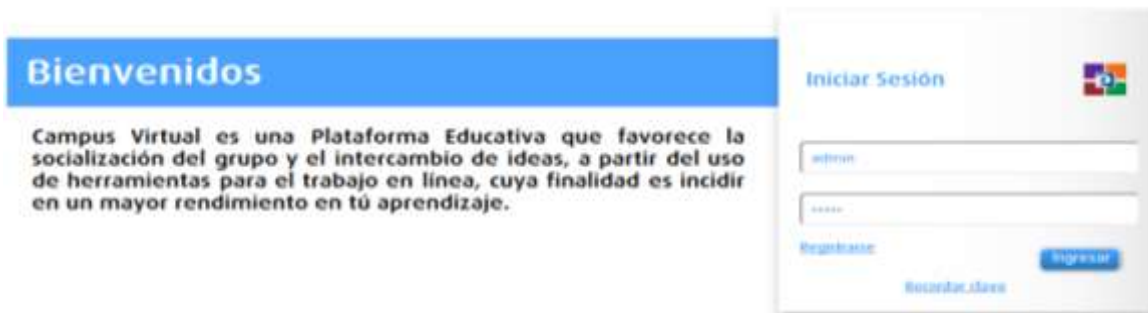 Bienvenidos
Campus Virtual es una Plataforma Educativa que favorece la
socialización del grupo y el intercambio de ideas, a partir del uso
de herramientas para el trabajo en línea, cuya finalidad es incidir
en un mayor rendimiento en tú aprendizaje.
Iniciar Sesión
admin
•••••
Registrarse
Ingresar
Recordar clave